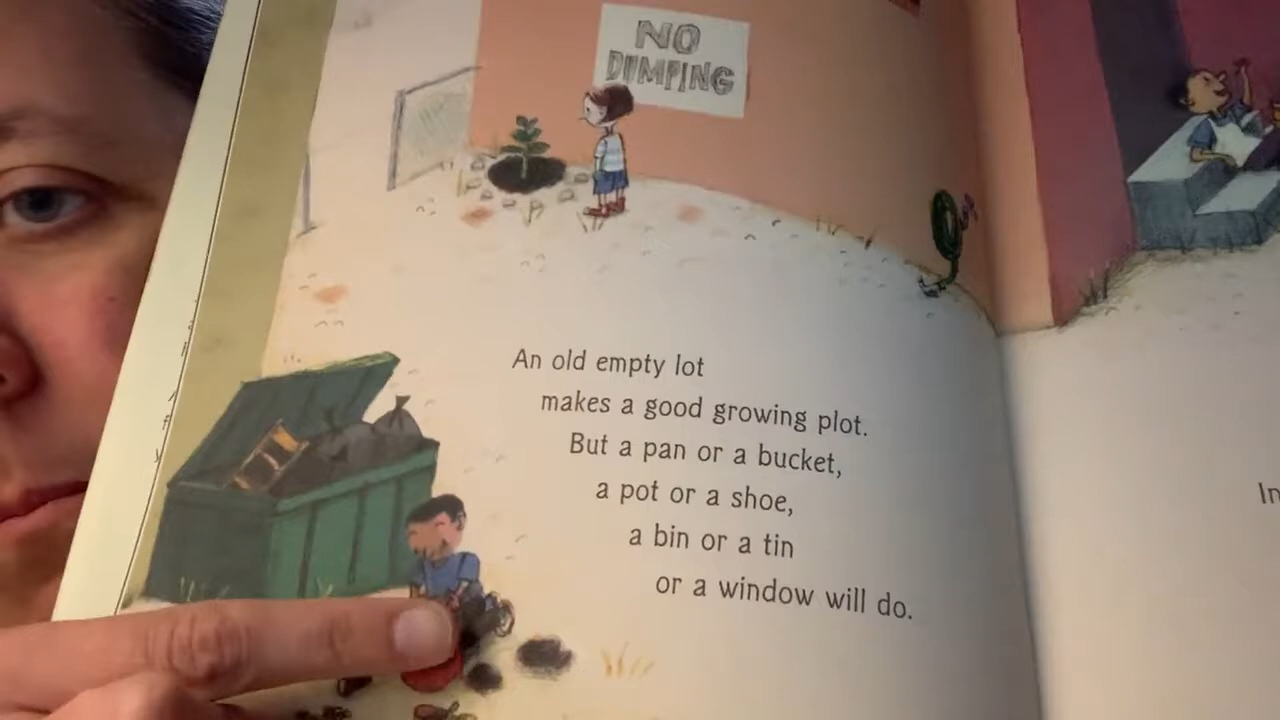 NO
DUMPING
An old empty lot
makes a good growing plot.
But a pan or a bucket,
a pot or a shoe,
a bin or a tin
or a window will do.
In